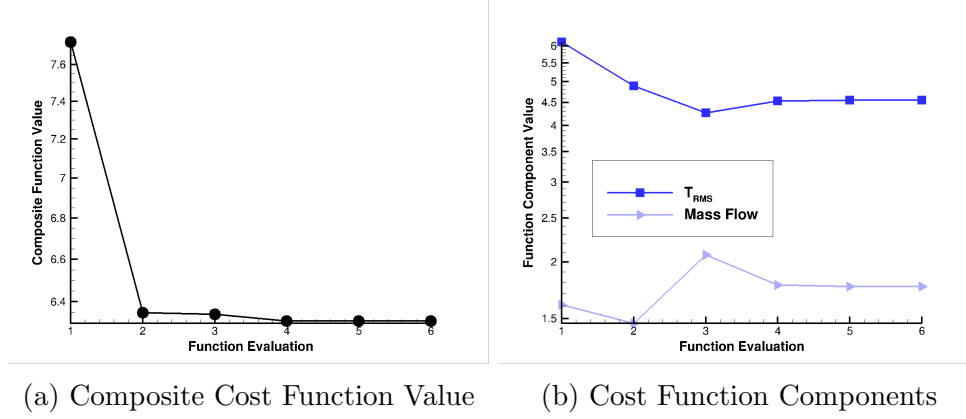 Composite Function Value
7.6
7.4
7.2
7
6.8
6.6
6.4
1 2 3 4 5 6
Function Evaluation
(a) Composite Cost Function Value
Function Component Value
6
5.5
5
4.5
4
3.5
3
2.5
2
1.5
T_RMS
Mass Flow
1 2 3 4 5 6
Function Evaluation
(b) Cost Function Components